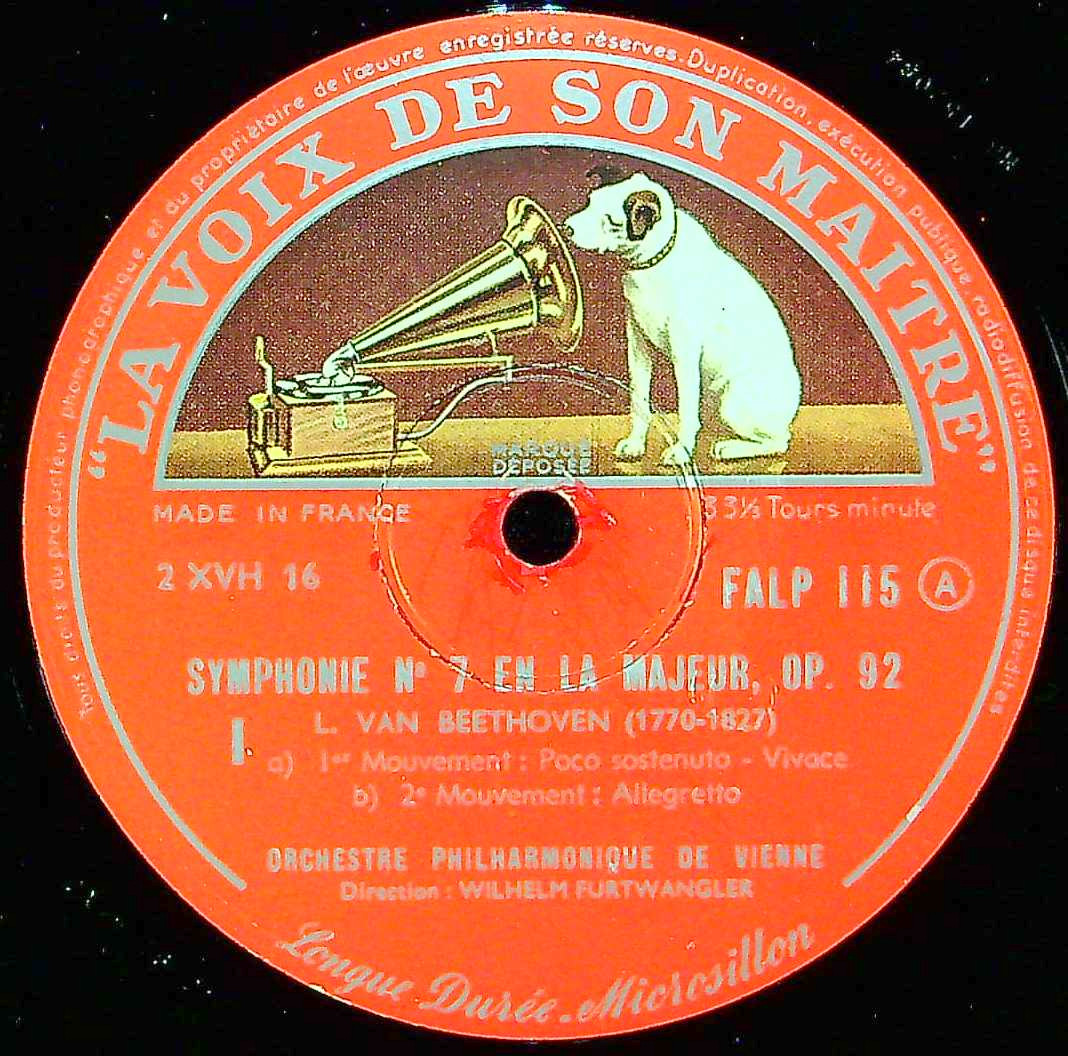 Tous droits du producteur phonographique et du propriétaire de l'œuvre enregistrée réservés. Duplication, exécution publique radiodiffusion de ce disque interdites
"LA VOIX DE SON MAITRE"
MARQUE
DÉPOSÉE
MADE IN FRANCE
33⅓ Tours minute
2 XVH 16
FALP 115 A
SYMPHONIE Nº 7 EN LA MAJEUR, OP. 92
L. VAN BEETHOVEN (1770-1827)
I
a) 1er Mouvement : Poco sostenuto - Vivace
b) 2e Mouvement : Allegretto
ORCHESTRE PHILHARMONIQUE DE VIENNE
Direction : WILHELM FURTWANGLER
Longue Durée-Microsillon